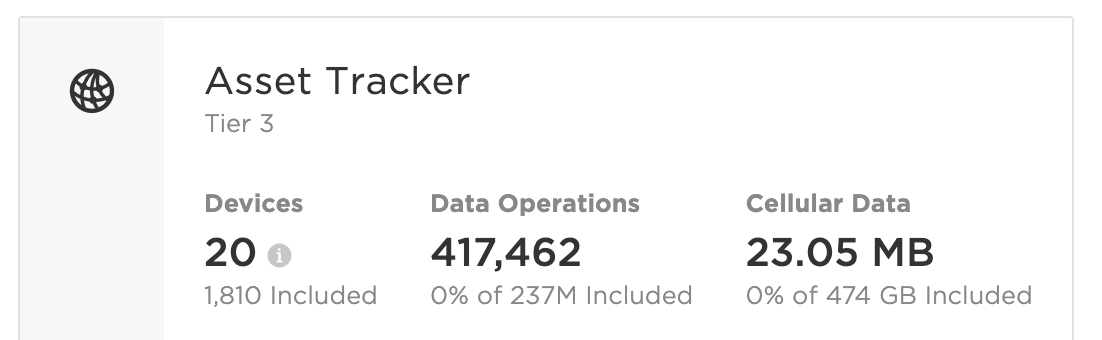 Asset Tracker
Tier 3
Devices Data Operations Cellular Data
20 i 417,462 23.05 MB
1,810 Included 0% of 237M Included 0% of 474 GB Included